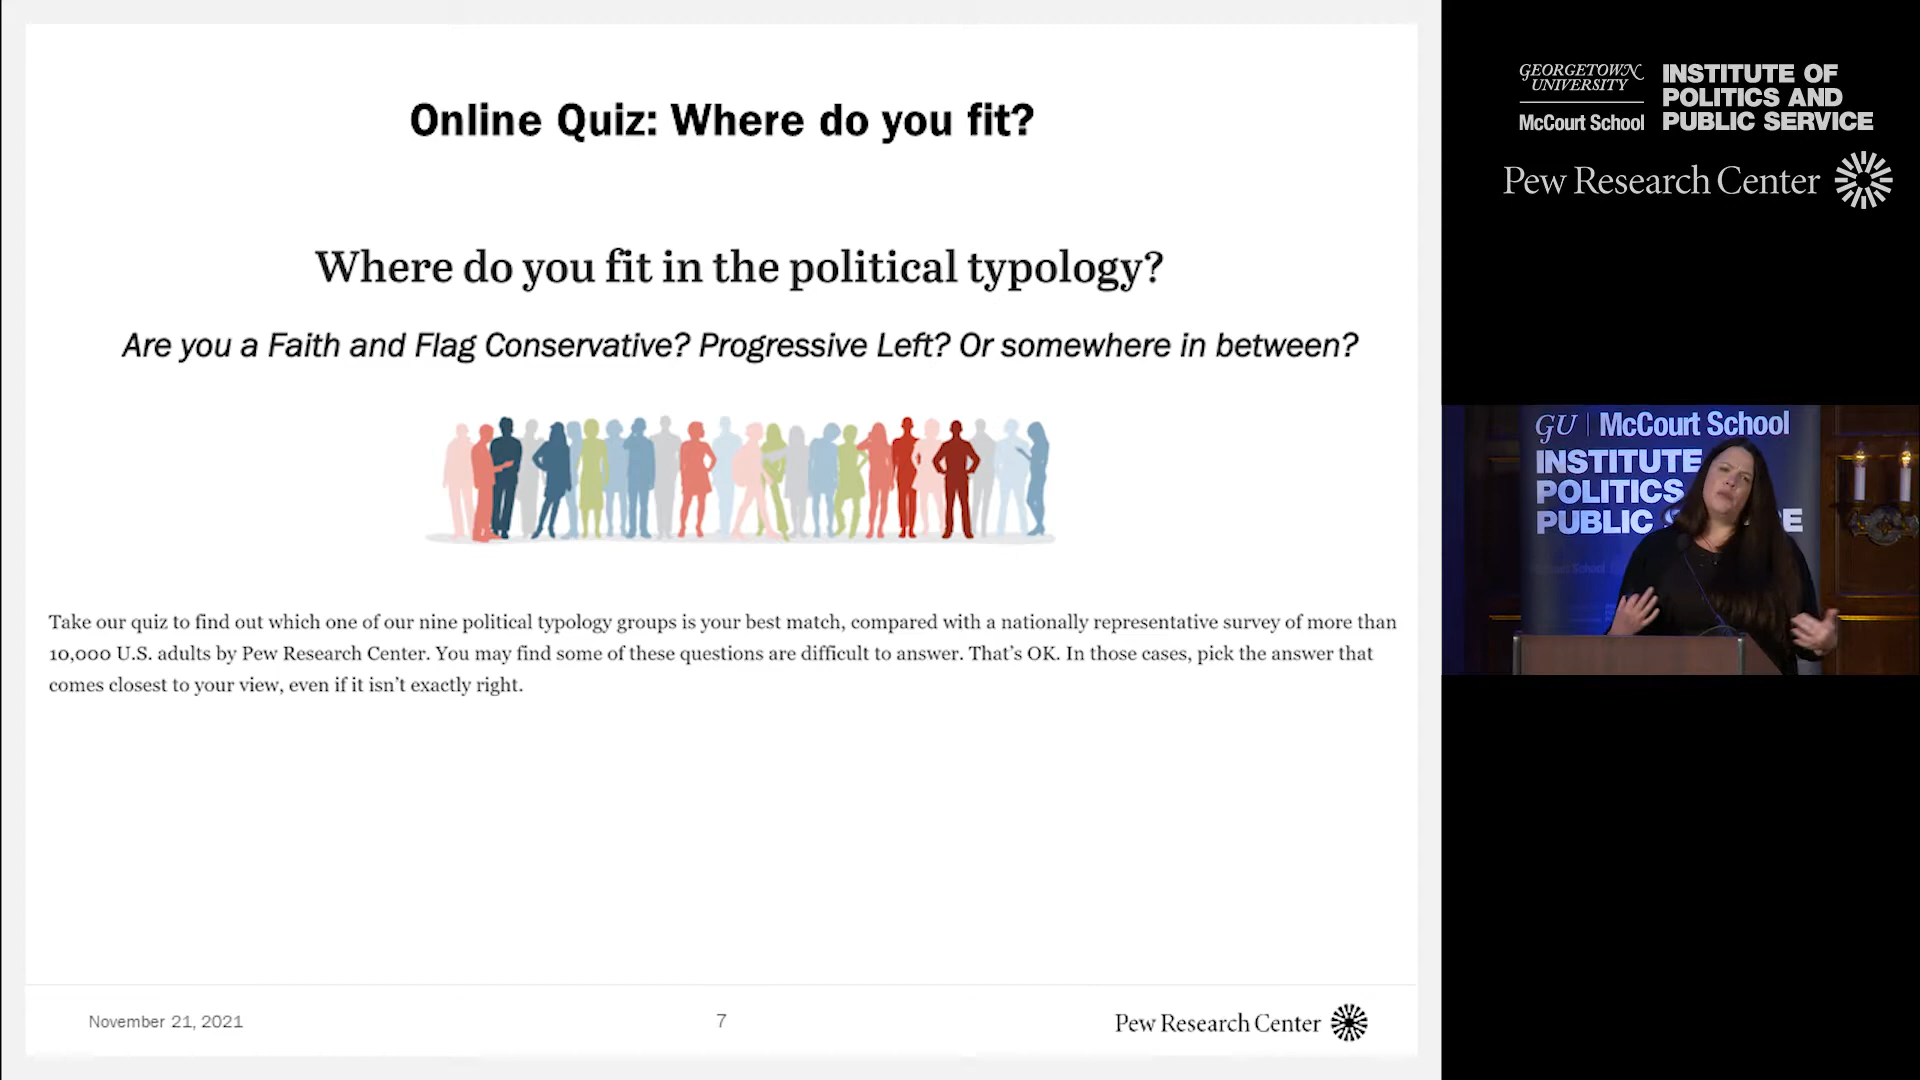 Online Quiz: Where do you fit?
Where do you fit in the political typology?
Are you a Faith and Flag Conservative? Progressive Left? Or somewhere in between?
Take our quiz to find out which one of our nine political typology groups is your best match, compared with a nationally representative survey of more than
10,000 U.S. adults by Pew Research Center. You may find some of these questions are difficult to answer. That's OK. In those cases, pick the answer that
comes closest to your view, even if it isn't exactly right.
November 21, 2021
7
Pew Research Center
GEORGETOWN
UNIVERSITY
McCourt School
INSTITUTE OF
POLITICS AND
PUBLIC SERVICE
Pew Research Center
GU | McCourt School
INSTITUTE
POLITICS
PUBLIC S CE